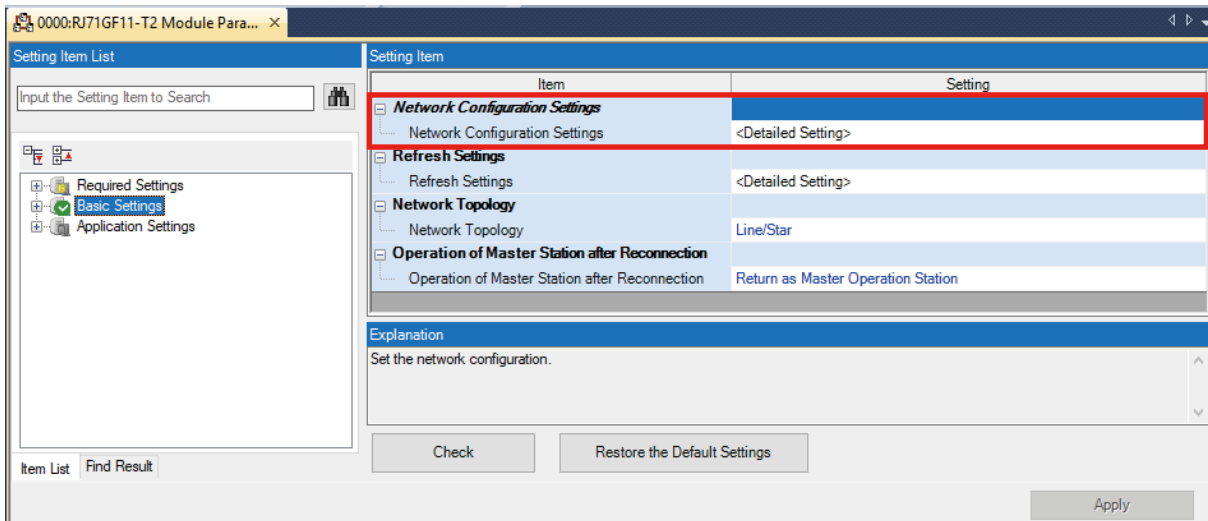 0000:RJ71GF11-T2 Module Para...
Setting Item List
Input the Setting Item to Search
Required Settings
Basic Settings
Application Settings
Item List Find Result
Setting Item
Item Setting
Network Configuration Settings
Network Configuration Settings <Detailed Setting>
Refresh Settings
Refresh Settings <Detailed Setting>
Network Topology
Network Topology Line/Star
Operation of Master Station after Reconnection
Operation of Master Station after Reconnection Return as Master Operation Station
Explanation
Set the network configuration.
Check Restore the Default Settings
Apply